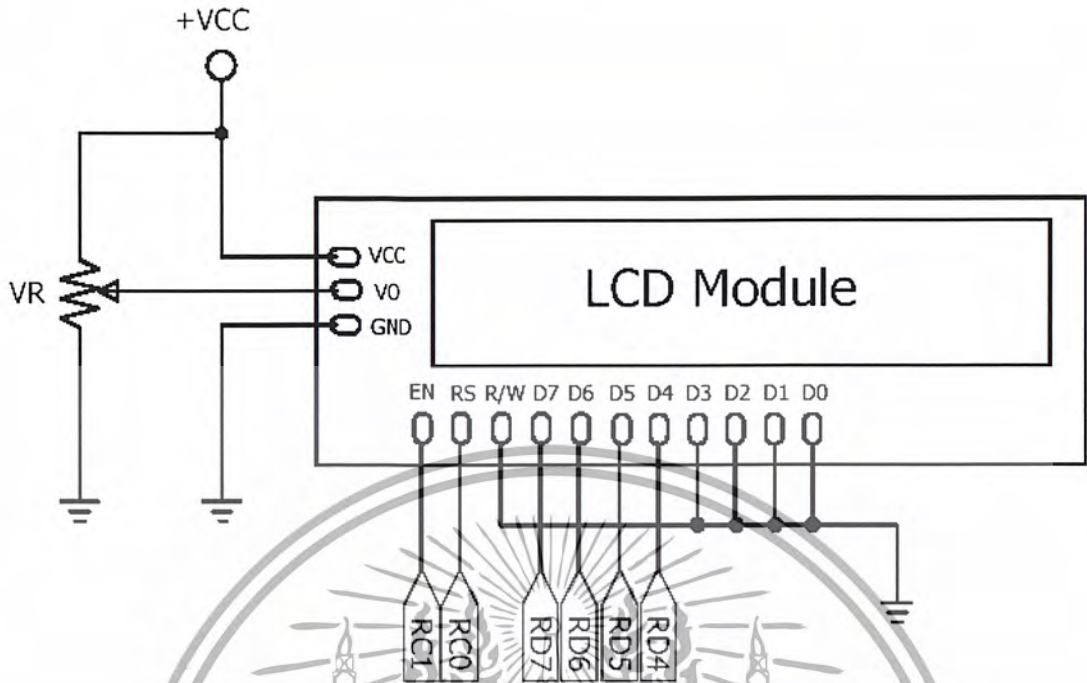 +VCC
VCC
VR
VO
LCD Module
GND
EN RS R/W D7 D6 D5 D4 D3 D2 D1 D0
RC1 RC0 RD7 RD6 RD5 RD4